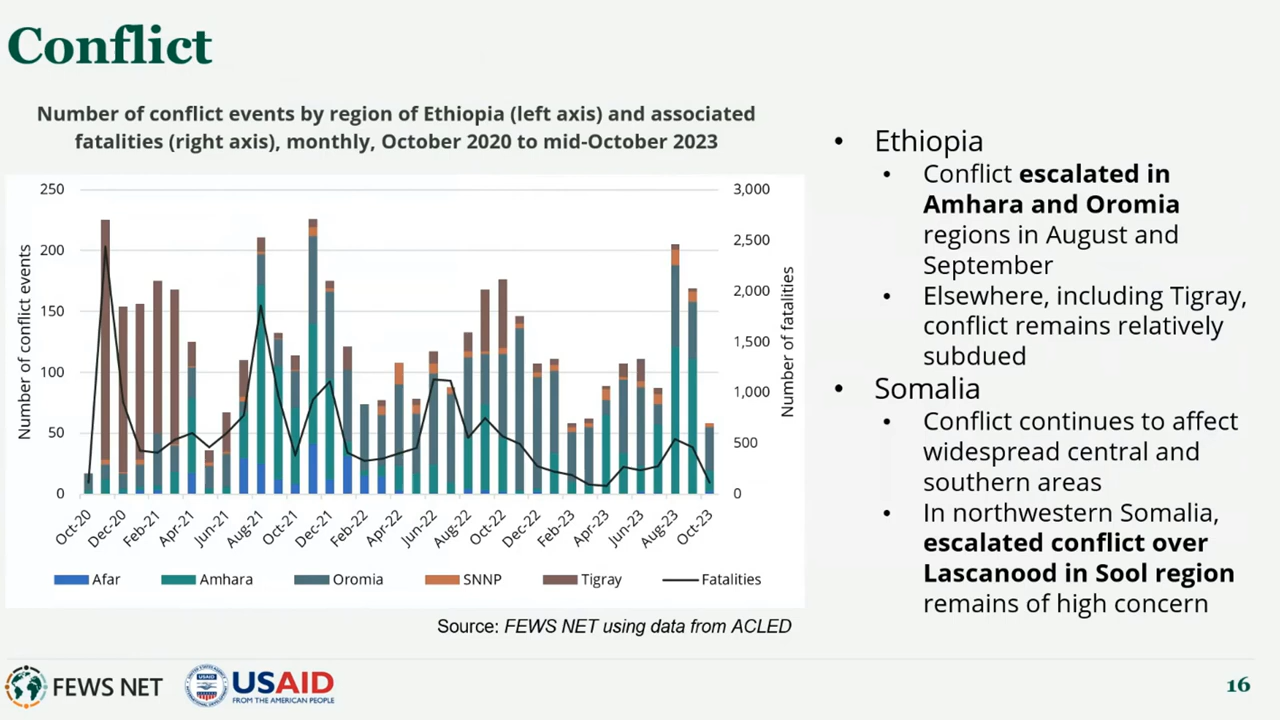 Conflict
Number of conflict events by region of Ethiopia (left axis) and associated
fatalities (right axis), monthly, October 2020 to mid-October 2023
Number of conflict events
250
200
150
100
50
0
3,000
2,500
2,000
1,500
1,000
500
0
Number of fatalities
Oct-20
Dec-20
Feb-21
Apr-21
Jun-21
Aug-21
Oct-21
Dec-21
Feb-22
Apr-22
Jun-22
Aug-22
Oct-22
Dec-22
Feb-23
Apr-23
Jun-23
Aug-23
Oct-23
Afar Amhara Oromia SNNP Tigray Fatalities
Source: FEWS NET using data from ACLED
• Ethiopia
• Conflict escalated in
Amhara and Oromia
regions in August and
September
• Elsewhere, including Tigray,
conflict remains relatively
subdued
• Somalia
• Conflict continues to affect
widespread central and
southern areas
• In northwestern Somalia,
escalated conflict over
Lascanood in Sool region
remains of high concern
FEWS NET
USAID
USAID
FROM THE AMERICAN PEOPLE
16